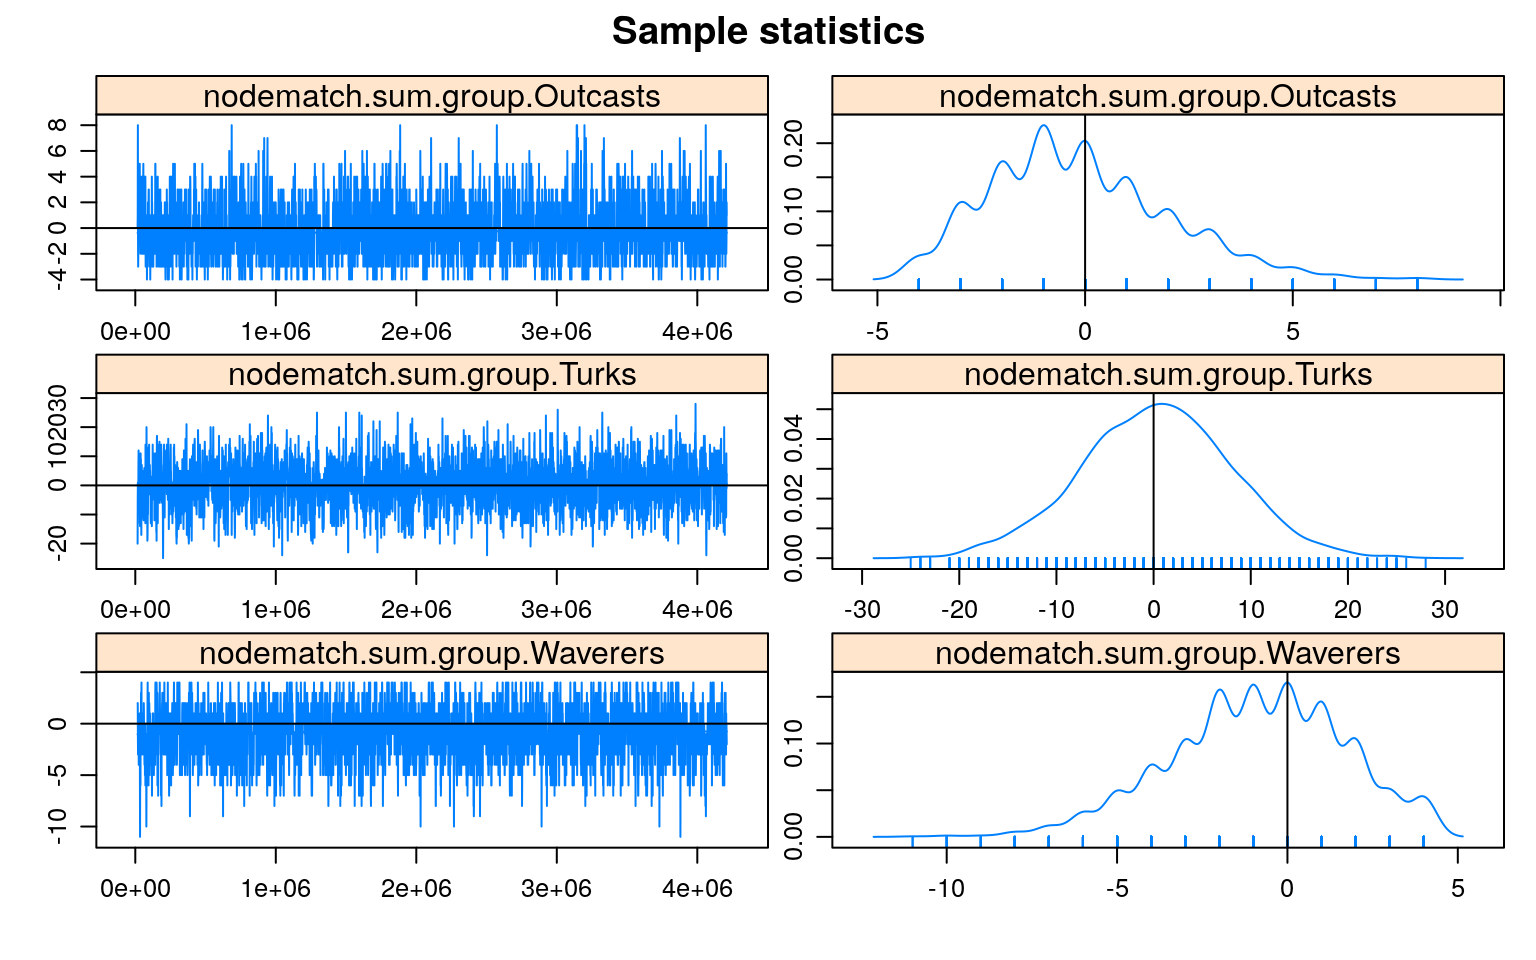 Sample statistics
nodematch.sum.group.Outcasts
nodematch.sum.group.Outcasts
-4 -2 0 2 4 6 8
0e+00 1e+06 2e+06 3e+06 4e+06
0.00 0.10 0.20
-5 0 5
nodematch.sum.group.Turks
nodematch.sum.group.Turks
-20 0 10 20 30
0e+00 1e+06 2e+06 3e+06 4e+06
0.00 0.02 0.04
-30 -20 -10 0 10 20 30
nodematch.sum.group.Waverers
nodematch.sum.group.Waverers
-10 -5 0
0e+00 1e+06 2e+06 3e+06 4e+06
0.00 0.10
-10 -5 0 5